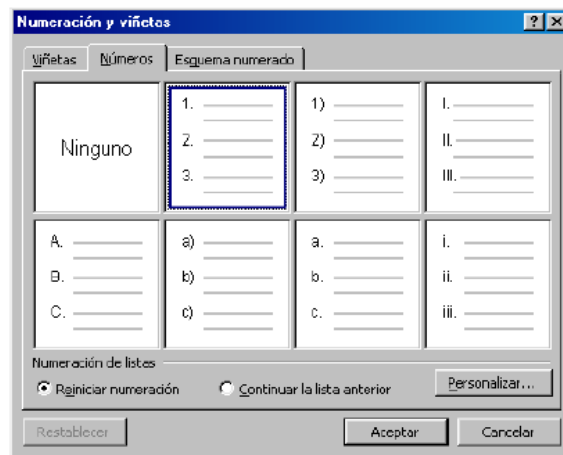 Numeración y viñetas
Viñetas Números Esquema numerado
Ninguno
1.
2.
3.
1)
2)
3)
I.
II.
III.
A.
B.
C.
a)
b)
c)
a.
b.
c.
i.
ii.
iii.
Numeración de listas
Reiniciar numeración Continuar la lista anterior Personalizar...
Restablecer Aceptar Cancelar